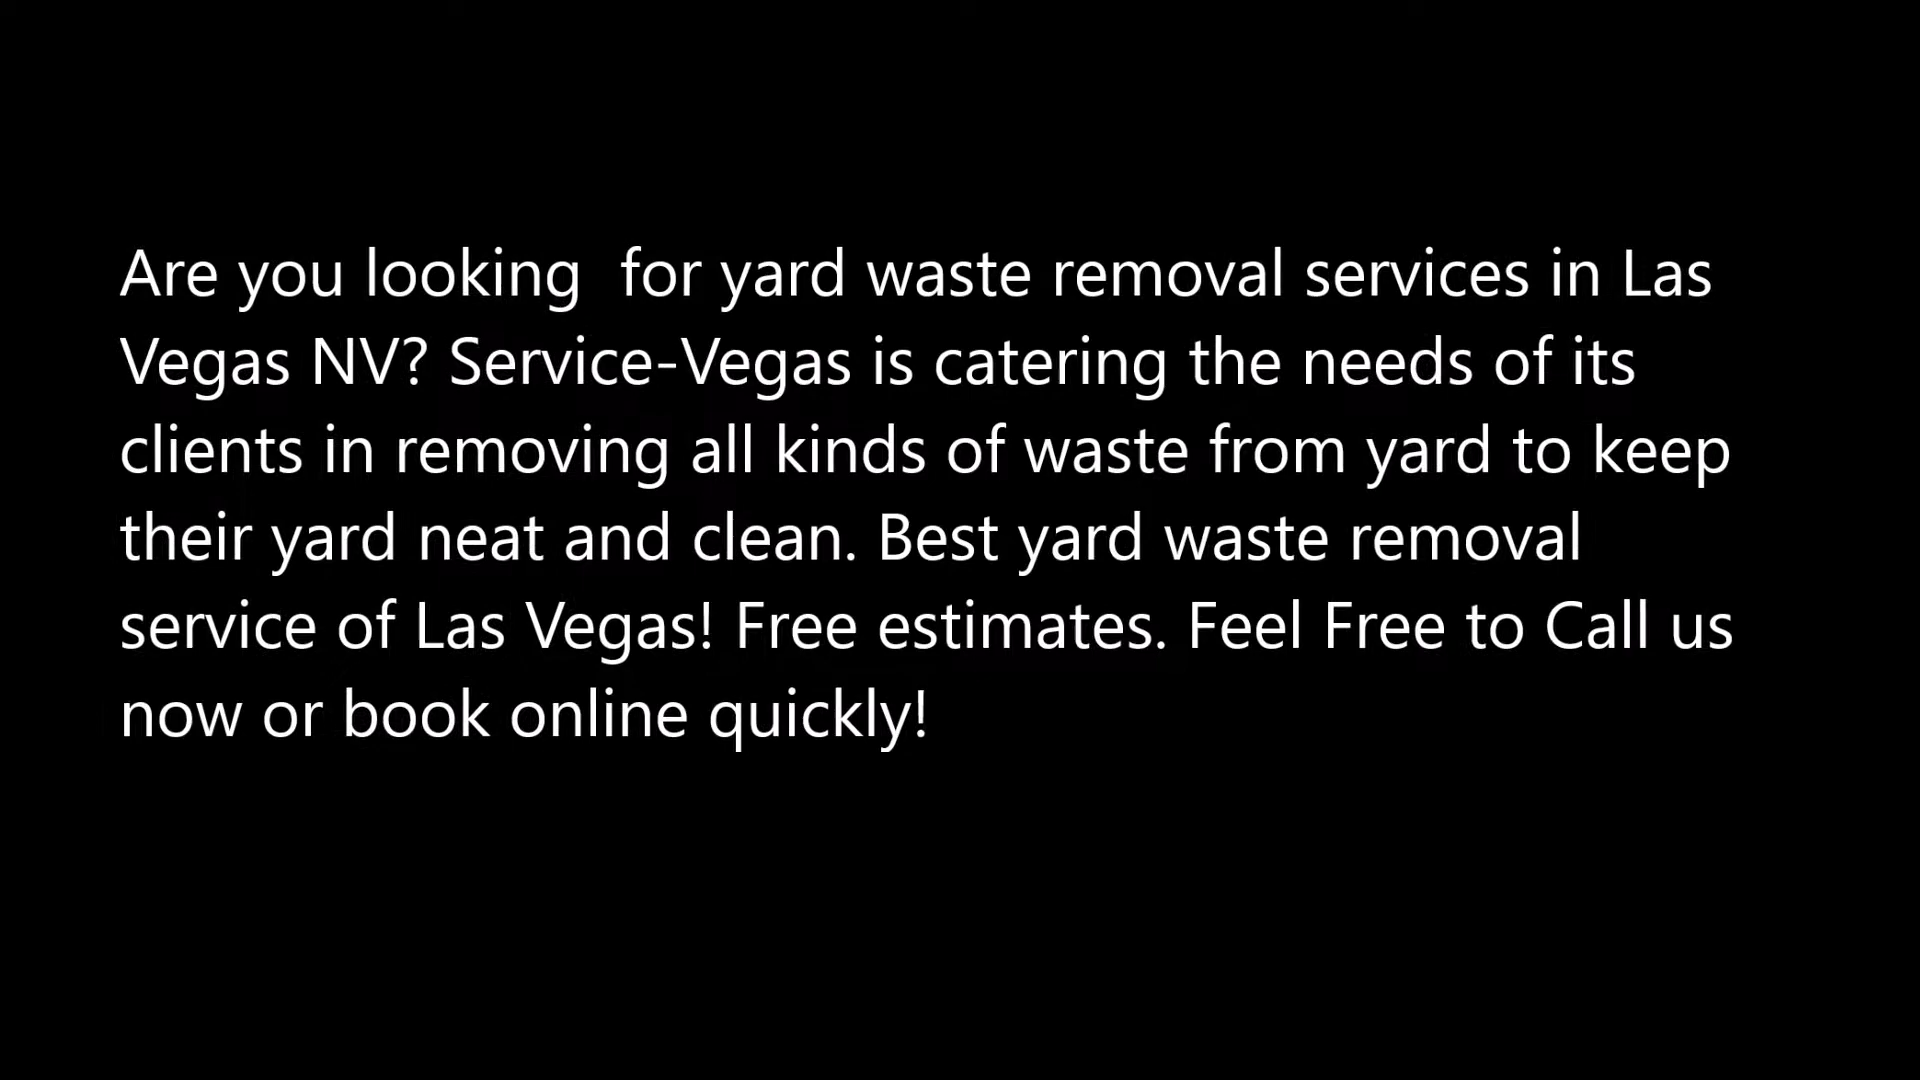 Are you looking  for yard waste removal services in Las
Vegas NV? Service-Vegas is catering the needs of its
clients in removing all kinds of waste from yard to keep
their yard neat and clean. Best yard waste removal
service of Las Vegas! Free estimates. Feel Free to Call us
now or book online quickly!